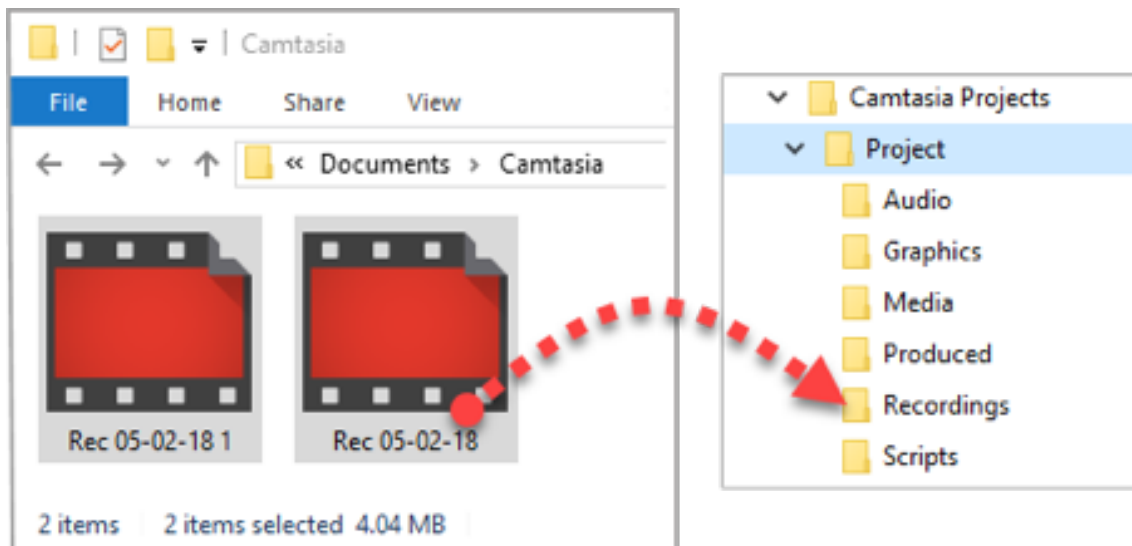 Camtasia
File Home Share View
« Documents > Camtasia
Rec 05-02-18 1 Rec 05-02-18
2 items 2 items selected 4.04 MB
Camtasia Projects
Project
Audio
Graphics
Media
Produced
Recordings
Scripts